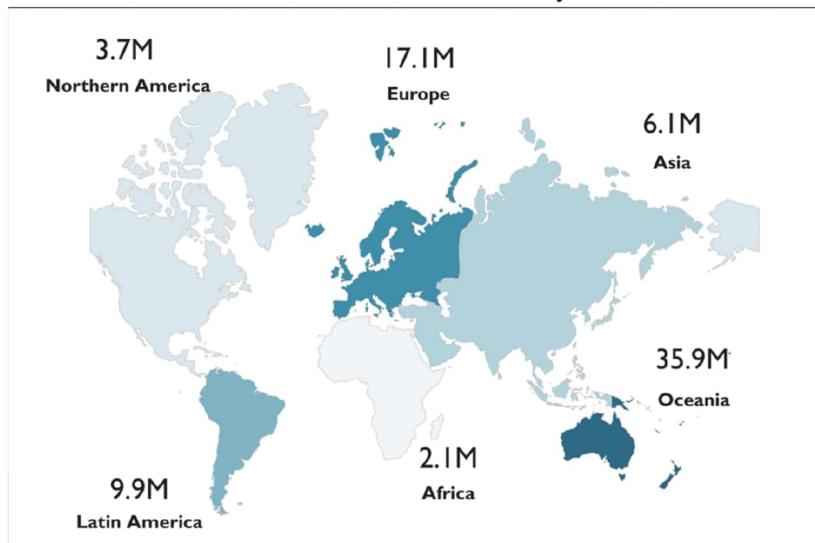 3.7M
Northern America
17.1M
Europe
6.1M
Asia
35.9M
Oceania
2.1M
Africa
9.9M
Latin America